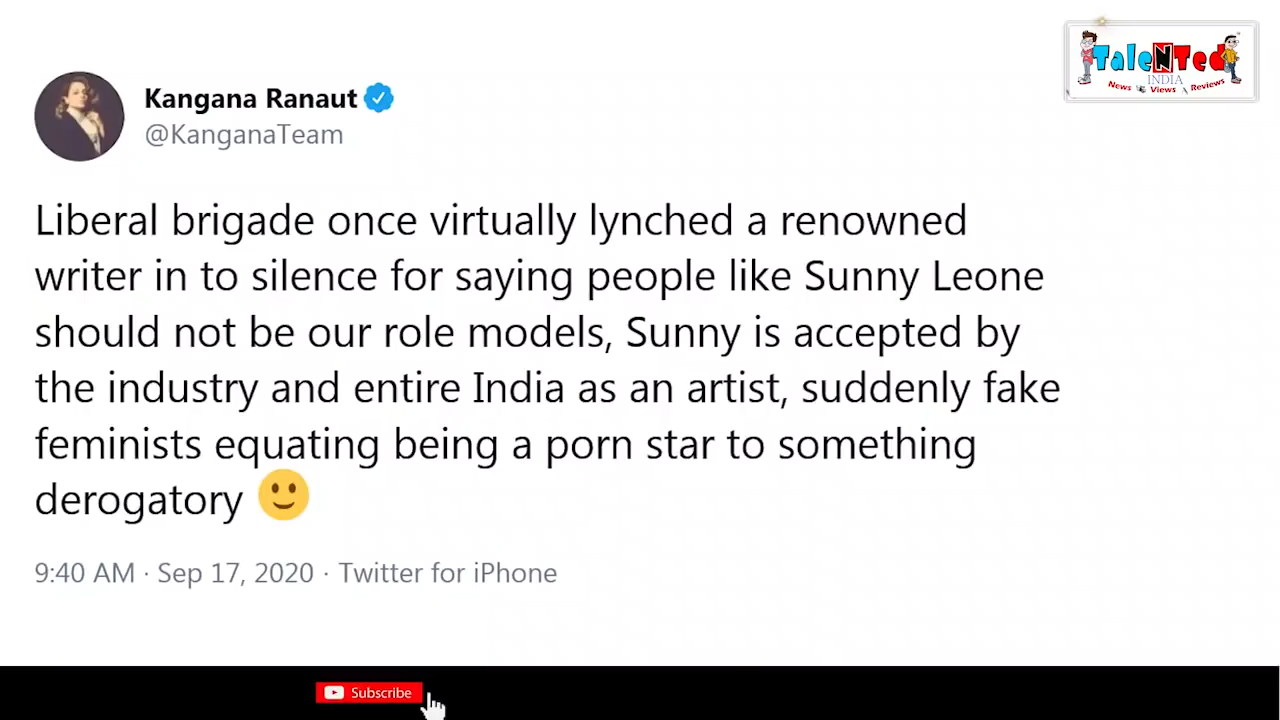 TaleNTed
INDIA
News Views Reviews
Kangana Ranaut
@KanganaTeam
Liberal brigade once virtually lynched a renowned
writer in to silence for saying people like Sunny Leone
should not be our role models, Sunny is accepted by
the industry and entire India as an artist, suddenly fake
feminists equating being a porn star to something
derogatory 🙂
9:40 AM · Sep 17, 2020 · Twitter for iPhone
Subscribe